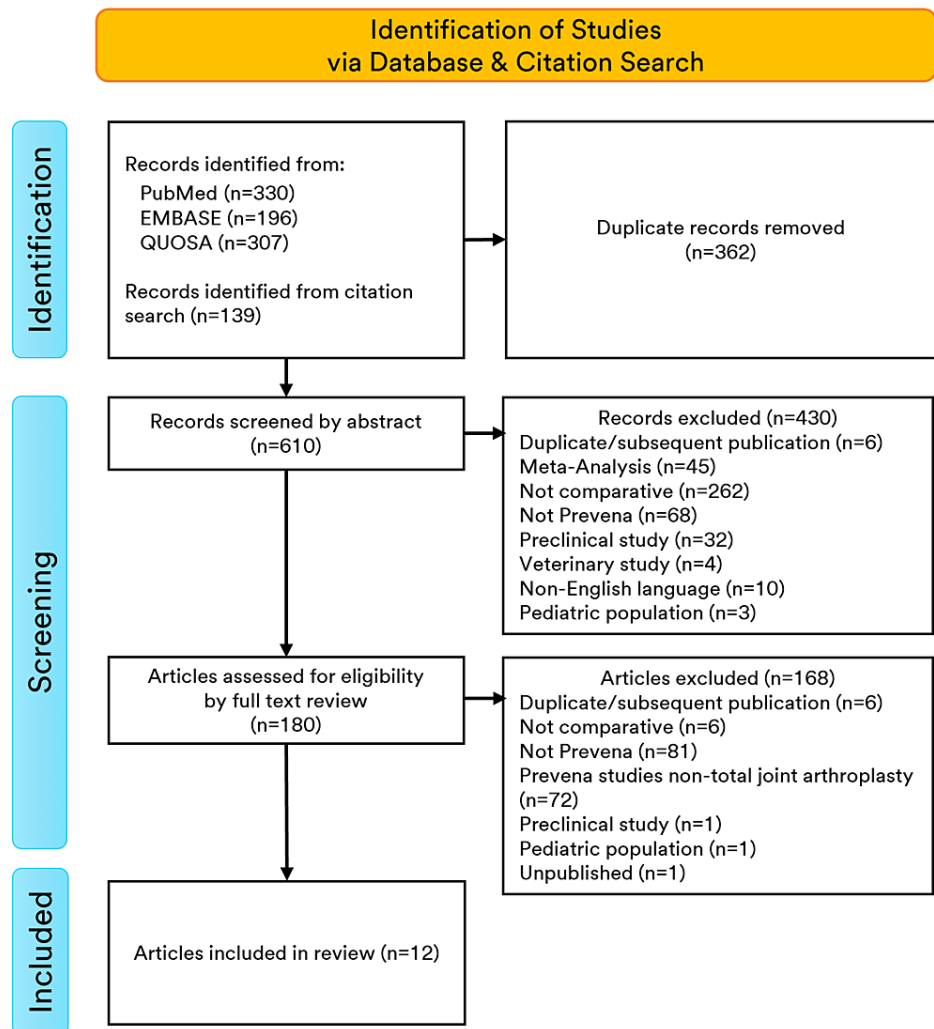 Identification of Studies
via Database & Citation Search
Identification
Records identified from:
PubMed (n=330)
EMBASE (n=196)
QUOSA (n=307)
Records identified from citation
search (n=139)
Duplicate records removed
(n=362)
Screening
Records screened by abstract
(n=610)
Records excluded (n=430)
Duplicate/subsequent publication (n=6)
Meta-Analysis (n=45)
Not comparative (n=262)
Not Prevena (n=68)
Preclinical study (n=32)
Veterinary study (n=4)
Non-English language (n=10)
Pediatric population (n=3)
Articles assessed for eligibility
by full text review
(n=180)
Articles excluded (n=168)
Duplicate/subsequent publication (n=6)
Not comparative (n=6)
Not Prevena (n=81)
Prevena studies non-total joint arthroplasty
(n=72)
Preclinical study (n=1)
Pediatric population (n=1)
Unpublished (n=1)
Included
Articles included in review (n=12)